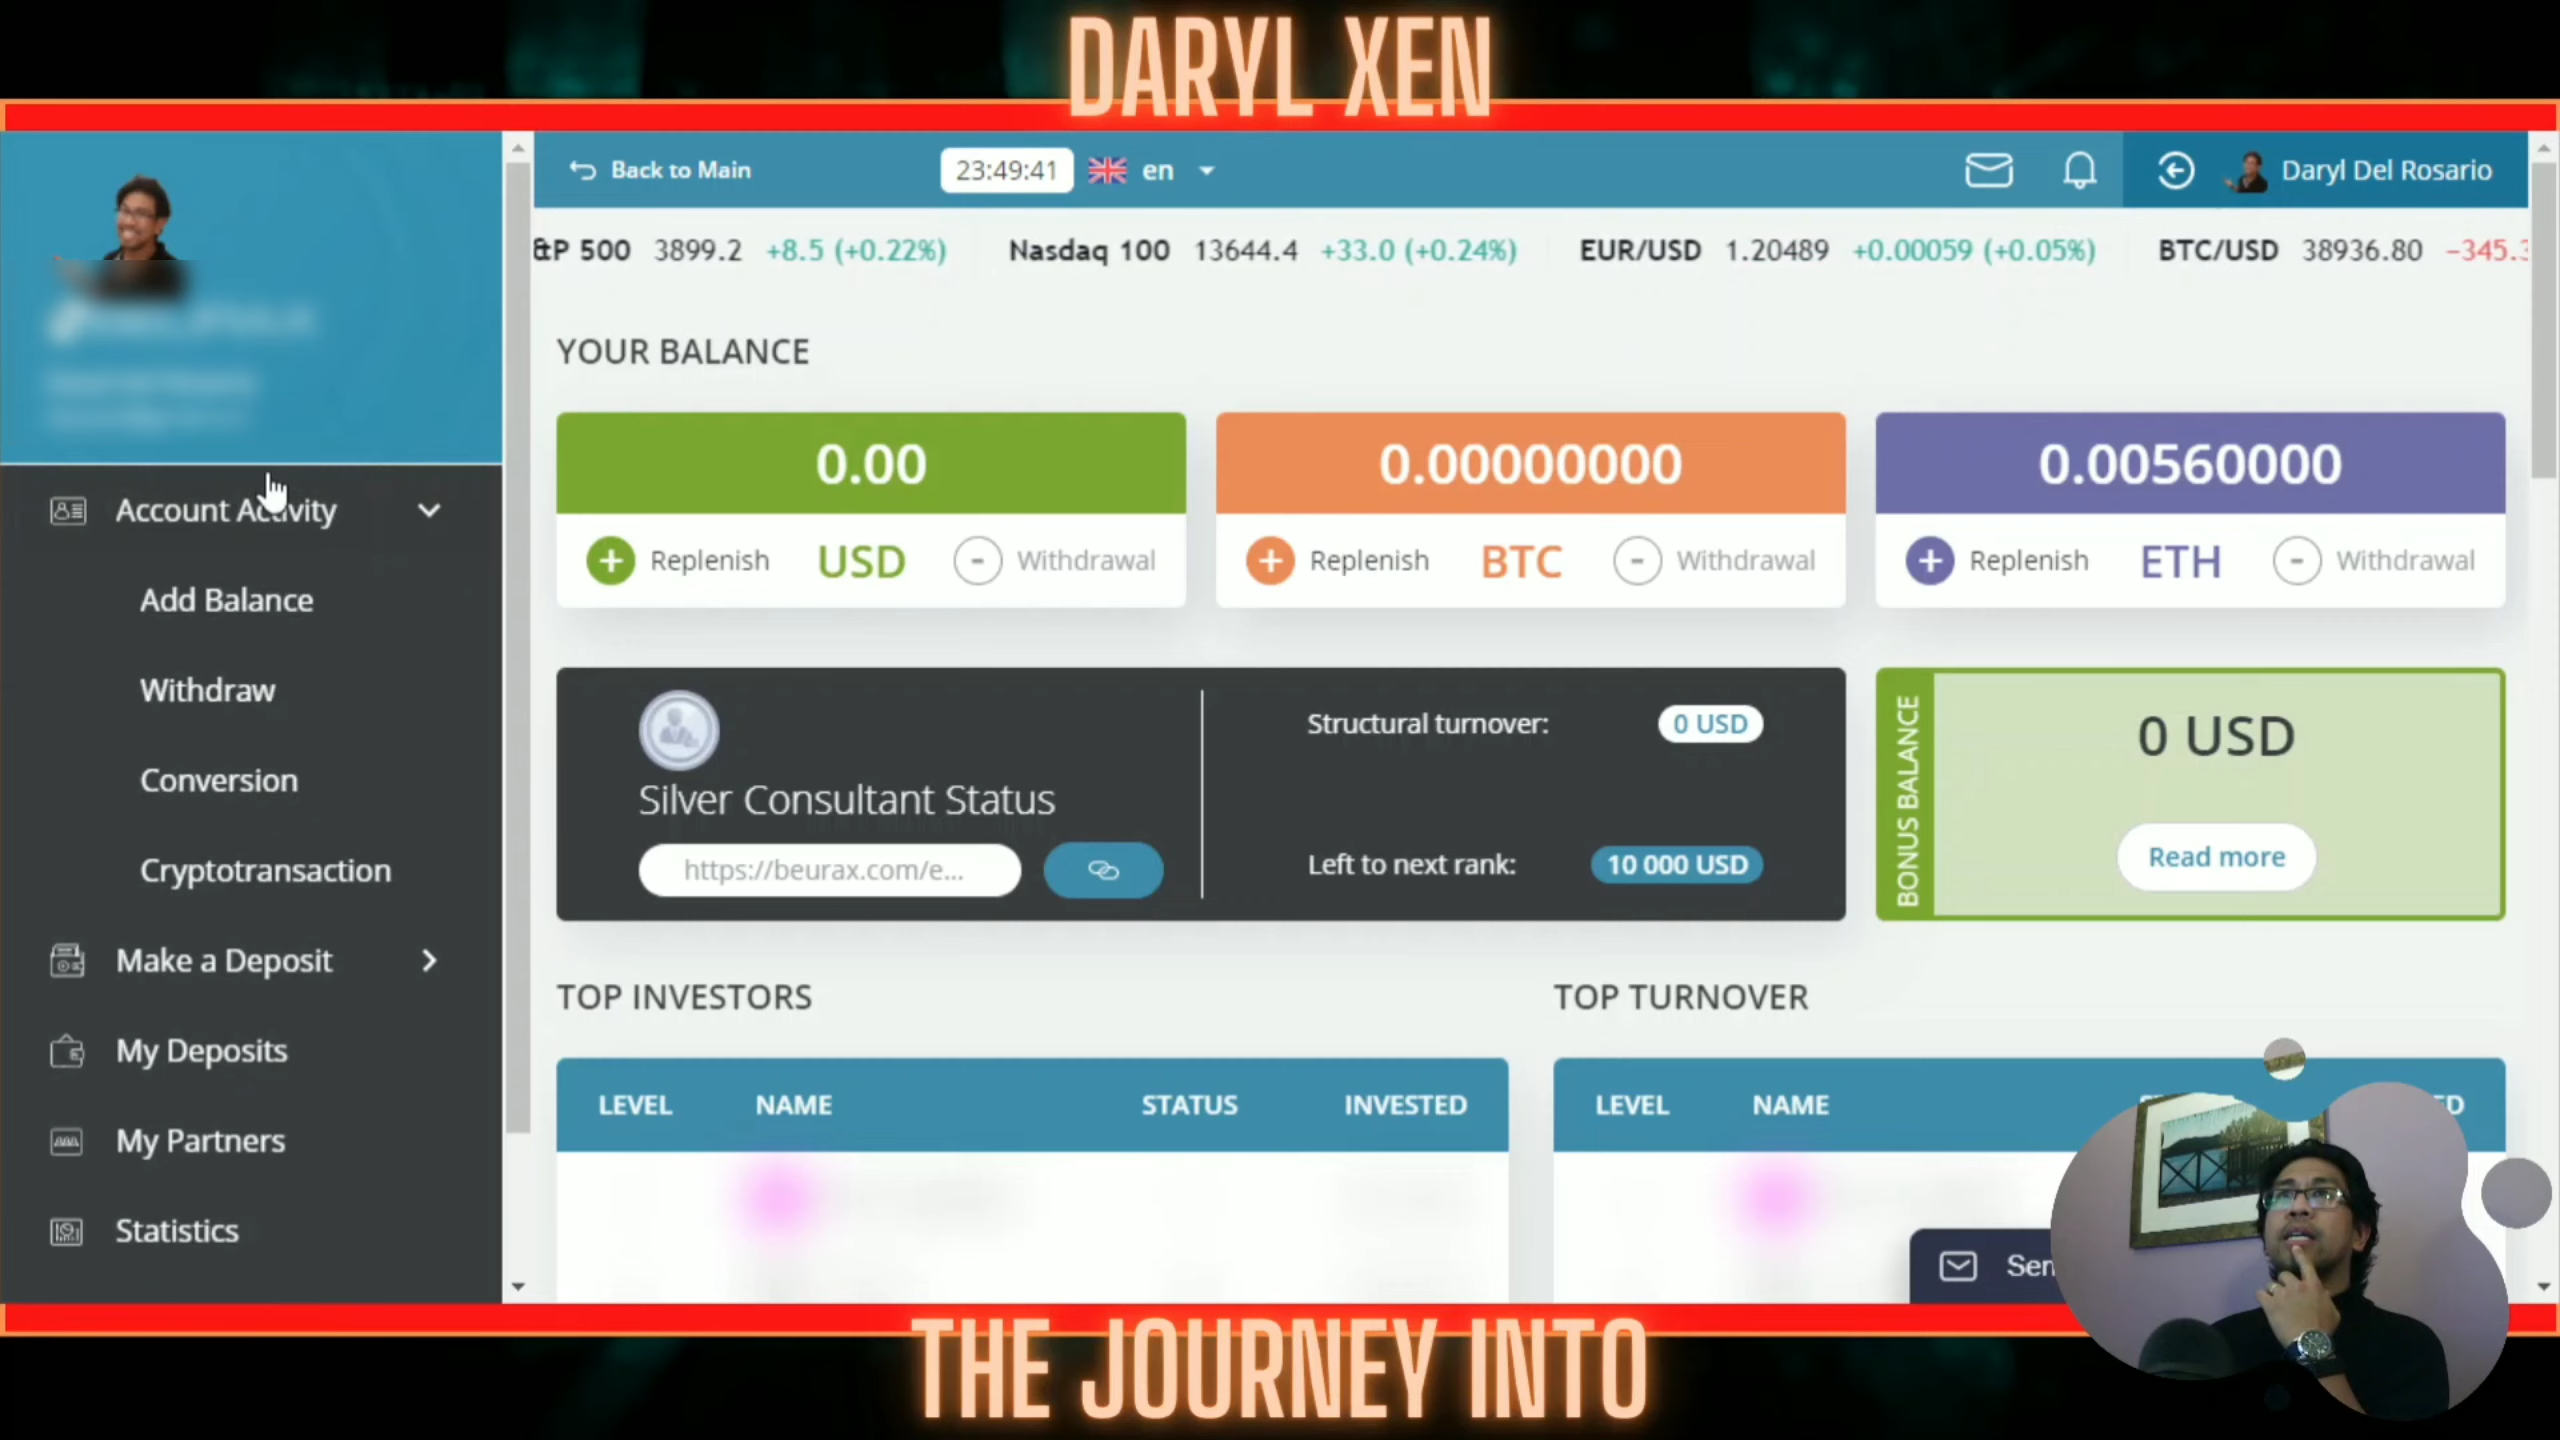 DARYL XEN
Back to Main
23:49:41
en
Daryl Del Rosario
&P 500 3899.2 +8.5 (+0.22%)
Nasdaq 100 13644.4 +33.0 (+0.24%)
EUR/USD 1.20489 +0.00059 (+0.05%)
BTC/USD 38936.80 -345.3
YOUR BALANCE
0.00
Replenish USD Withdrawal
0.00000000
Replenish BTC Withdrawal
0.00560000
Replenish ETH Withdrawal
Account Activity
Add Balance
Withdraw
Conversion
Cryptotransaction
Make a Deposit
My Deposits
My Partners
Statistics
Silver Consultant Status
https://beurax.com/e...
Structural turnover: 0 USD
Left to next rank: 10 000 USD
BONUS BALANCE
0 USD
Read more
TOP INVESTORS
LEVEL NAME STATUS INVESTED
TOP TURNOVER
LEVEL NAME
THE JOURNEY INTO